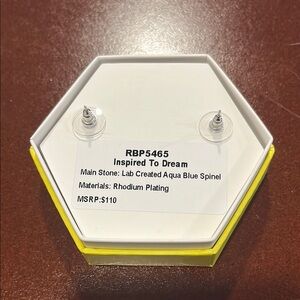 RBP5465
Inspired To Dream
Main Stone: Lab Created Aqua Blue Spinel
Materials: Rhodium Plating
MSRP:$110